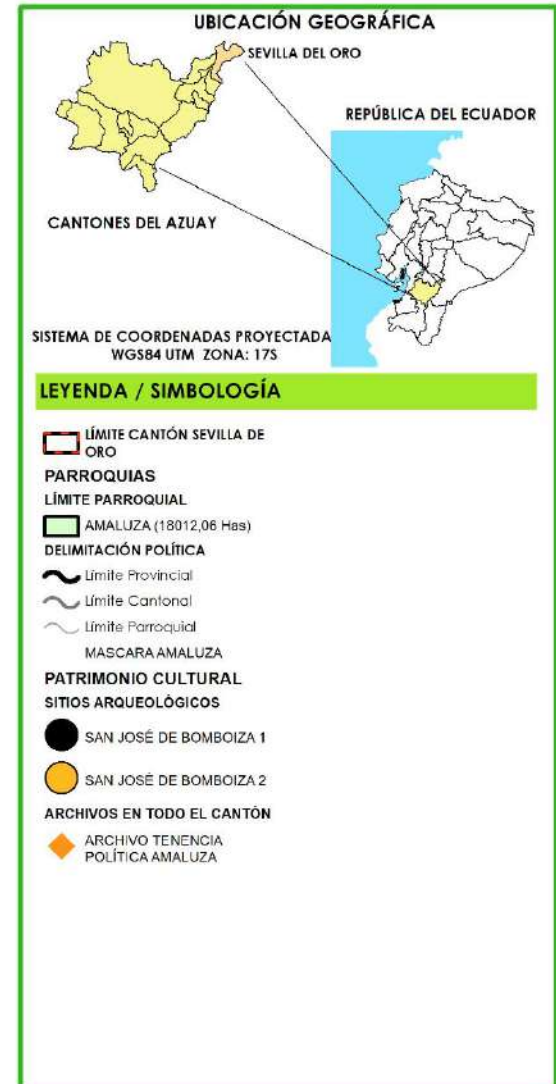 UBICACIÓN GEOGRÁFICA
SEVILLA DEL ORO
REPÚBLICA DEL ECUADOR
CANTONES DEL AZUAY
SISTEMA DE COORDENADAS PROYECTADA
WGS84 UTM ZONA: 17S
LEYENDA / SIMBOLOGÍA
LÍMITE CANTÓN SEVILLA DE
ORO
PARROQUIAS
LÍMITE PARROQUIAL
AMALUZA (18012,06 Has)
DELIMITACIÓN POLÍTICA
Límite Provincial
Límite Cantonal
Límite Parroquial
MASCARA AMALUZA
PATRIMONIO CULTURAL
SITIOS ARQUEOLÓGICOS
SAN JOSÉ DE BOMBOIZA 1
SAN JOSÉ DE BOMBOIZA 2
ARCHIVOS EN TODO EL CANTÓN
ARCHIVO TENENCIA
POLÍTICA AMALUZA